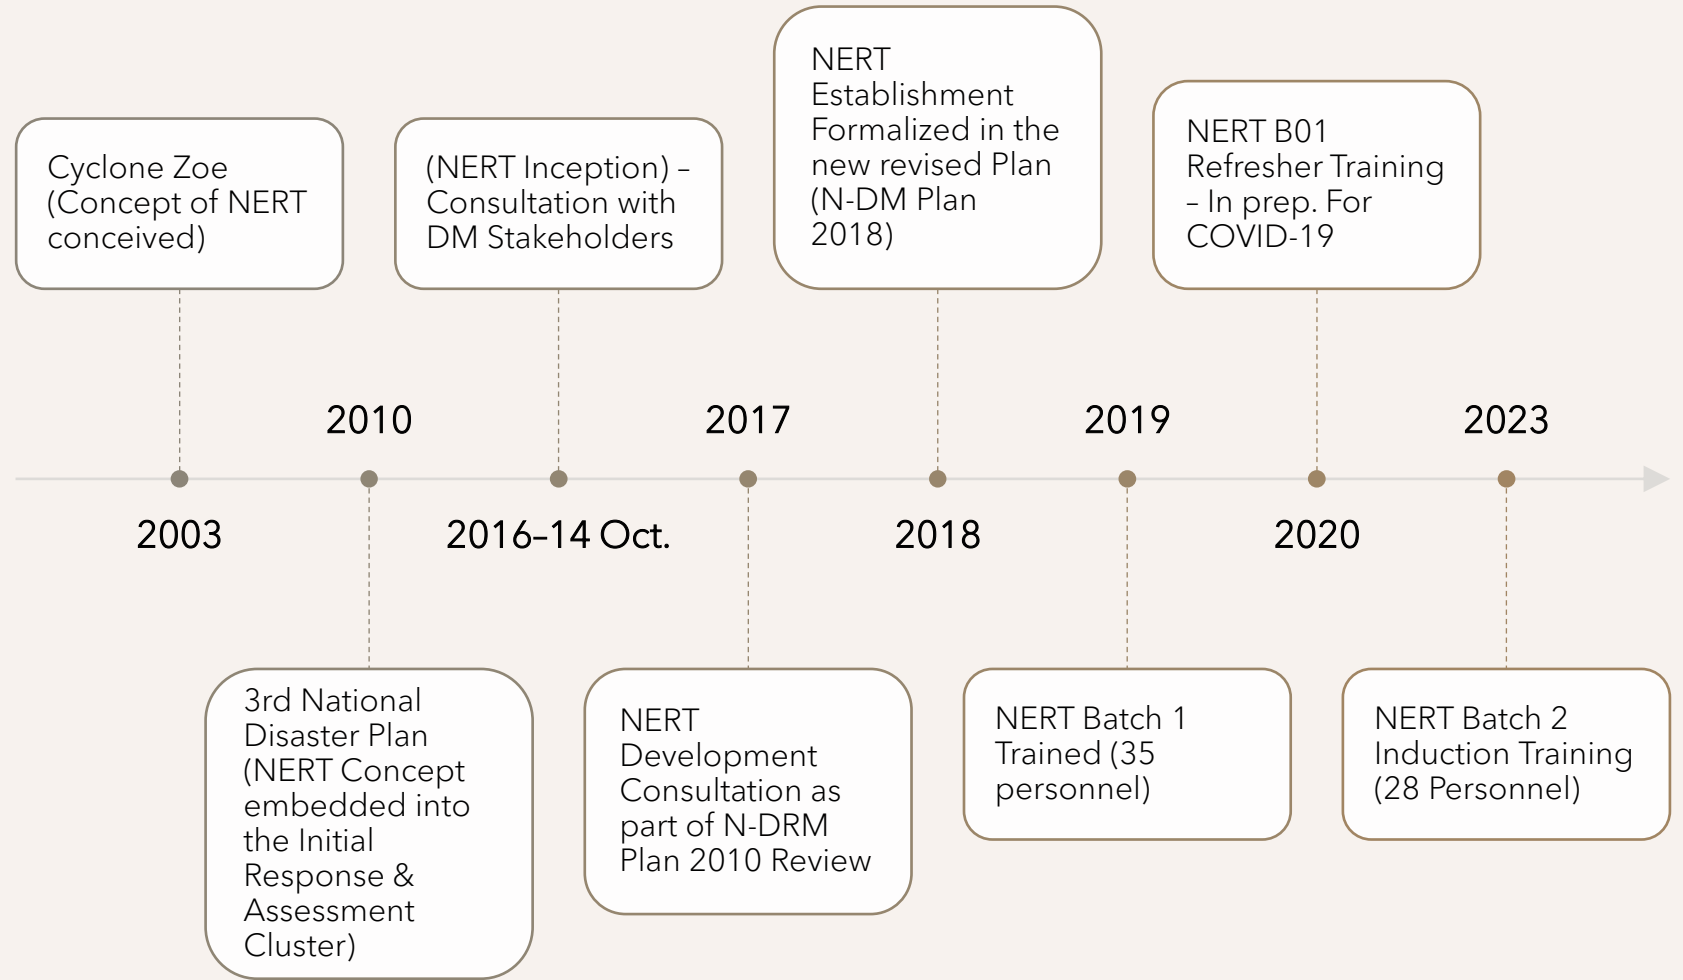 Cyclone Zoe
(Concept of NERT
conceived)
(NERT Inception) –
Consultation with
DM Stakeholders
NERT
Establishment
Formalized in the
new revised Plan
(N-DM Plan
2018)
NERT B01
Refresher Training
– In prep. For
COVID-19
2010
2017
2019
2023
2003
2016–14 Oct.
2018
2020
3rd National
Disaster Plan
(NERT Concept
embedded into
the Initial
Response &
Assessment
Cluster)
NERT
Development
Consultation as
part of N-DRM
Plan 2010 Review
NERT Batch 1
Trained (35
personnel)
NERT Batch 2
Induction Training
(28 Personnel)